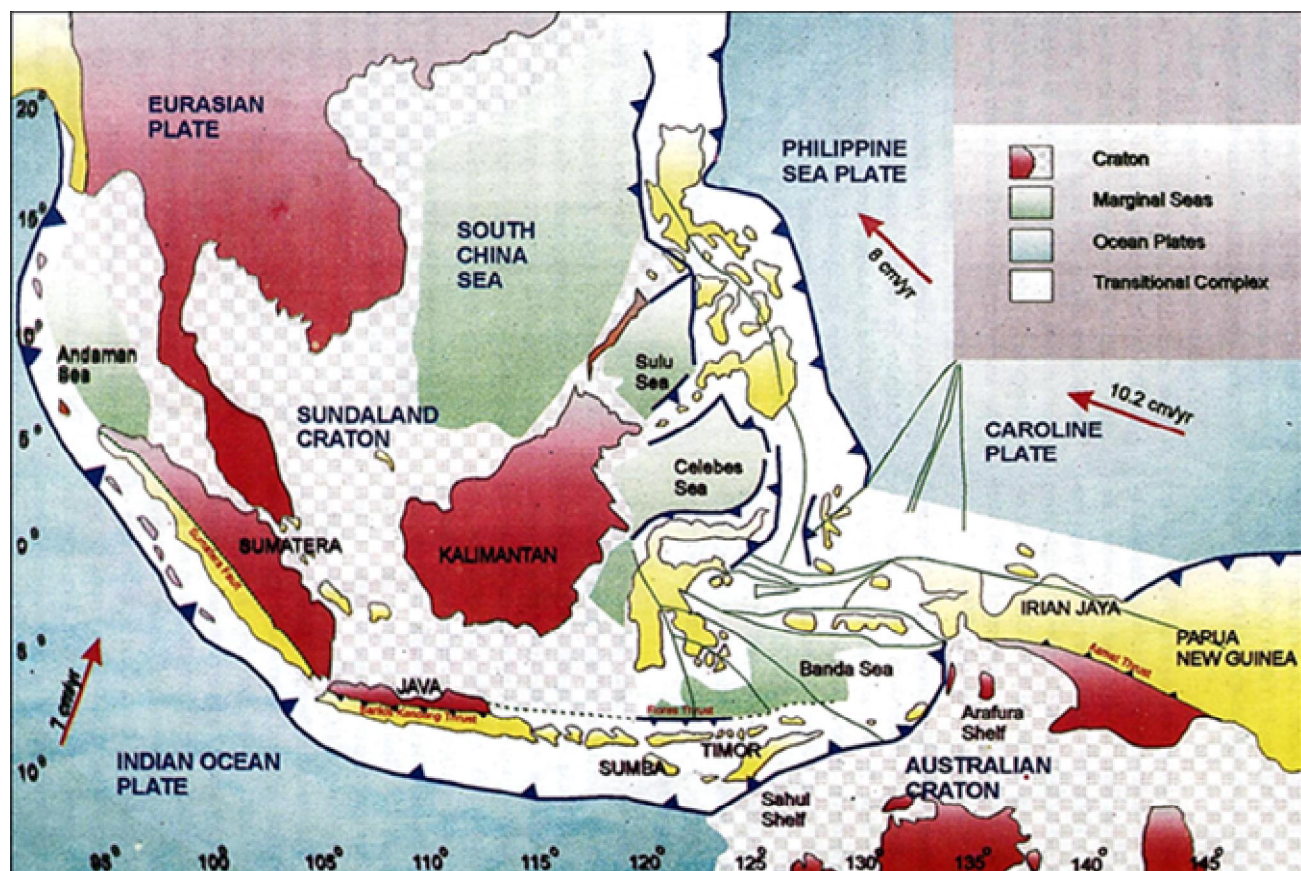 EURASIAN
PLATE
20°
PHILIPPINE
SEA PLATE
Craton
Marginal Seas
Ocean Plates
Transitional Complex
8 cm/yr
15°
SOUTH
CHINA
SEA
10°
Andaman
Sea
Sulu
Sea
10.2 cm/yr
SUNDALAND
CRATON
CAROLINE
PLATE
5°
Celebes
Sea
0°
SUMATERA
Sumatera Fault
KALIMANTAN
IRIAN JAYA
PAPUA
NEW GUINEA
5°
7 cm/yr
JAVA
Banda Sea
Flores Thrust
Arafura
Shelf
TIMOR
SUMBA
INDIAN OCEAN
PLATE
10°
AUSTRALIAN
CRATON
Sahul
Shelf
100° 105° 110° 115° 120° 125° 130° 135° 140° 145°